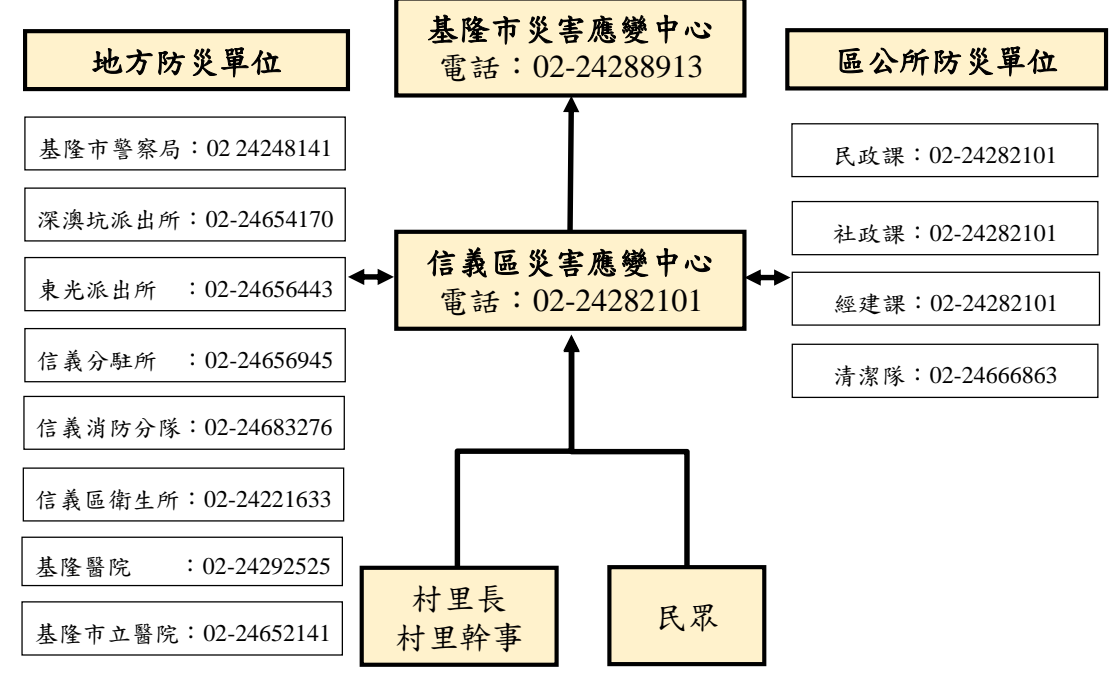 基隆市災害應變中心
電話：02-24288913
地方防災單位
基隆市警察局：02 24248141
深澳坑派出所：02-24654170
東光派出所　：02-24656443
信義分駐所　：02-24656945
信義消防分隊：02-24683276
信義區衛生所：02-24221633
基隆醫院　　：02-24292525
基隆市立醫院：02-24652141
信義區災害應變中心
電話：02-24282101
村里長
村里幹事
民眾
區公所防災單位
民政課：02-24282101
社政課：02-24282101
經建課：02-24282101
清潔隊：02-24666863